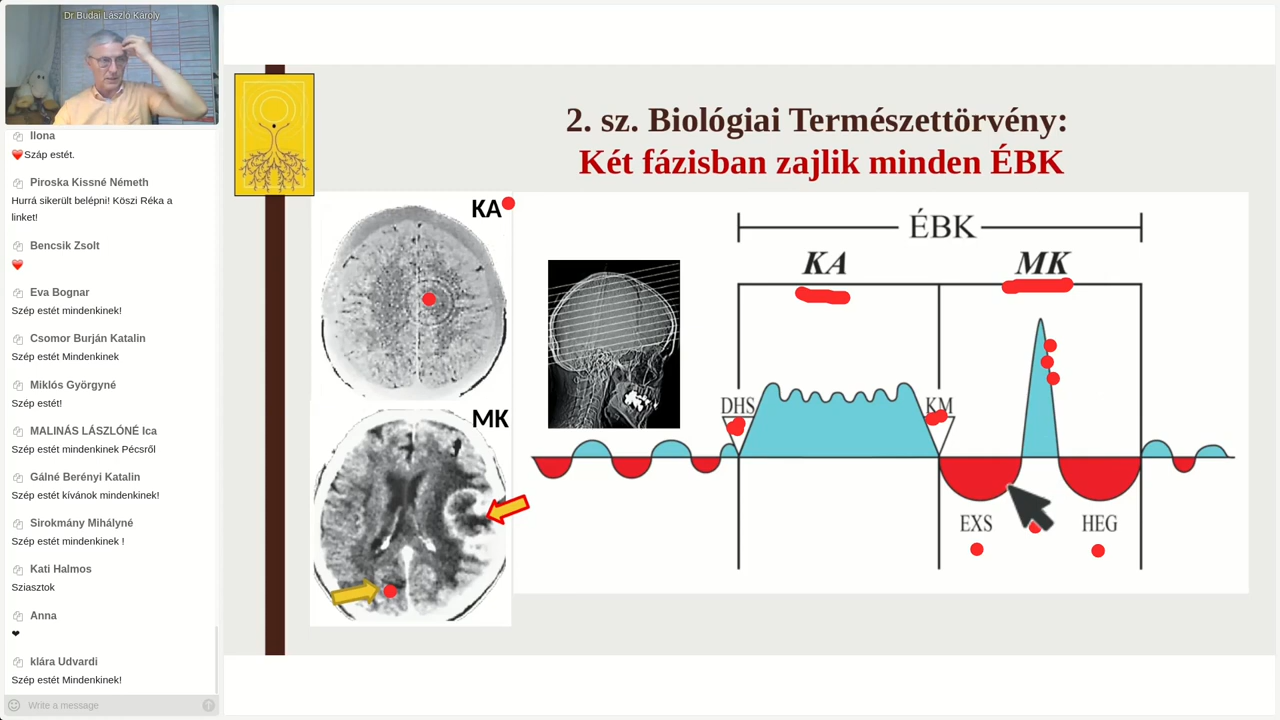 Dr Budai László Károly
Ilona
❤️Száp estét.
Piroska Kissné Németh
Hurrá sikerült belépni! Köszi Réka a
linket!
Bencsik Zsolt
❤️
Eva Bognar
Szép estét mindenkinek!
Csomor Burján Katalin
Szép estét Mindenkinek
Miklós Györgyné
Szép estét!
MALINÁS LÁSZLÓNÉ Ica
Szép estét mindenkinek Pécsről
Gálné Berényi Katalin
Szép estét kívánok mindenkinek!
Sirokmány Mihályné
Szép estét mindenkinek !
Kati Halmos
Sziasztok
Anna
❤
klára Udvardi
Szép estét Mindenkinek!
Write a message
2. sz. Biológiai Természettörvény:
Két fázisban zajlik minden ÉBK
KA
MK
ÉBK
KA
MK
DHS
KM
EXS
HEG